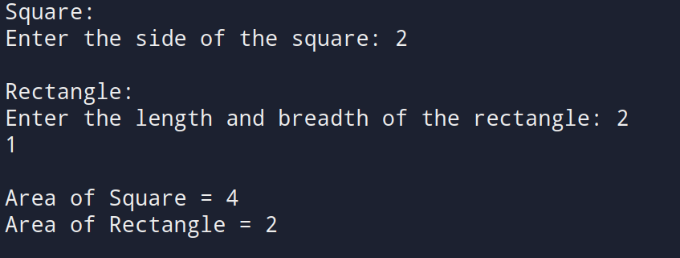 Square:
Enter the side of the square: 2
Rectangle:
Enter the length and breadth of the rectangle: 2
1
Area of Square = 4
Area of Rectangle = 2